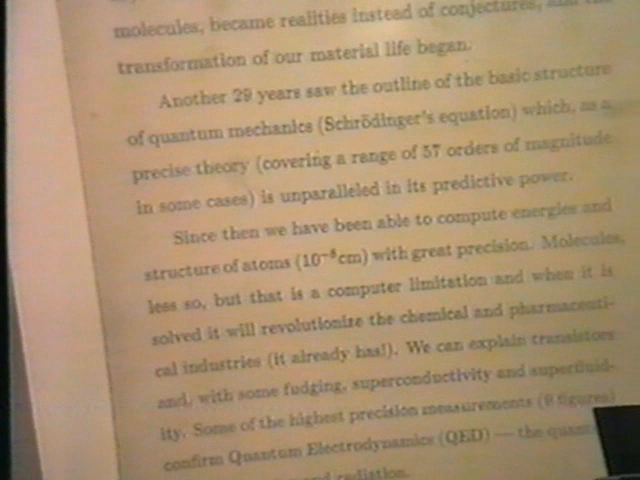 molecules, became realities instead of conjectures, and
transformation of our material life began.
Another 29 years saw the outline of the basic structure
of quantum mechanics (Schrödinger's equation) which, as a
precise theory (covering a range of 57 orders of magnitude
in some cases) is unparalleled in its predictive power.
Since then we have been able to compute energies and
structure of atoms (10⁻⁸cm) with great precision. Molecules,
less so, but that is a computer limitation and when it is
solved it will revolutionize the chemical and pharmaceuti-
cal industries (it already has!). We can explain transistors
and, with some fudging, superconductivity and superfluid-
ity. Some of the highest precision measurements (9 figures)
confirm Quantum Electrodynamics (QED) — the
and radiation.